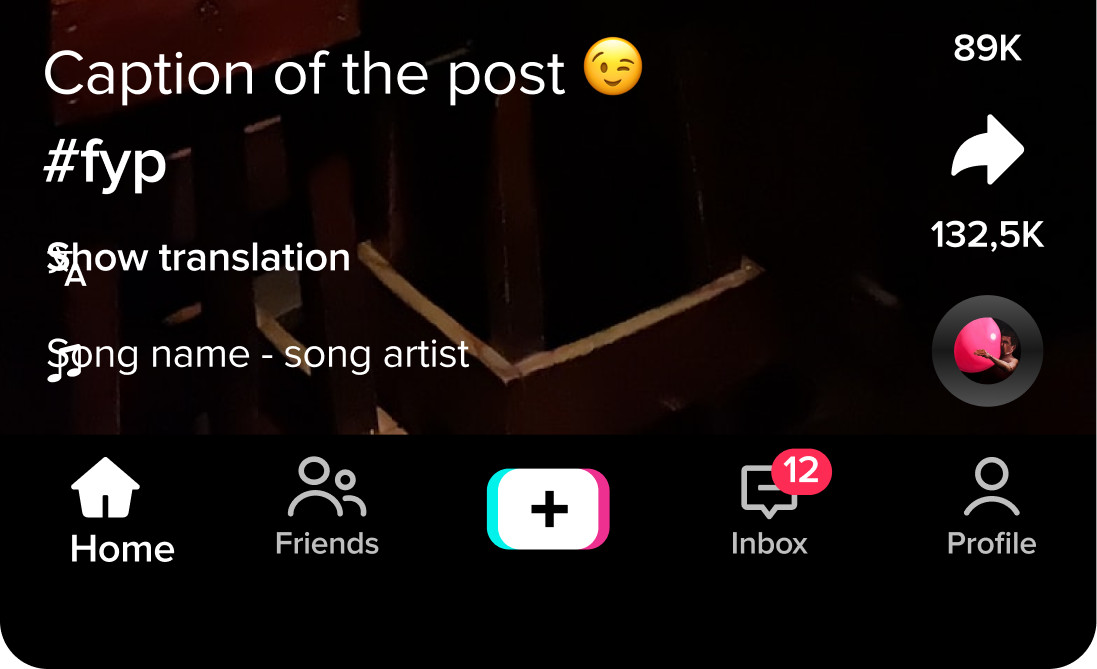 Caption of the post 😉
#fyp
Show translation
Song name - song artist
89K
132,5K
Home
Friends
12
Inbox
Profile